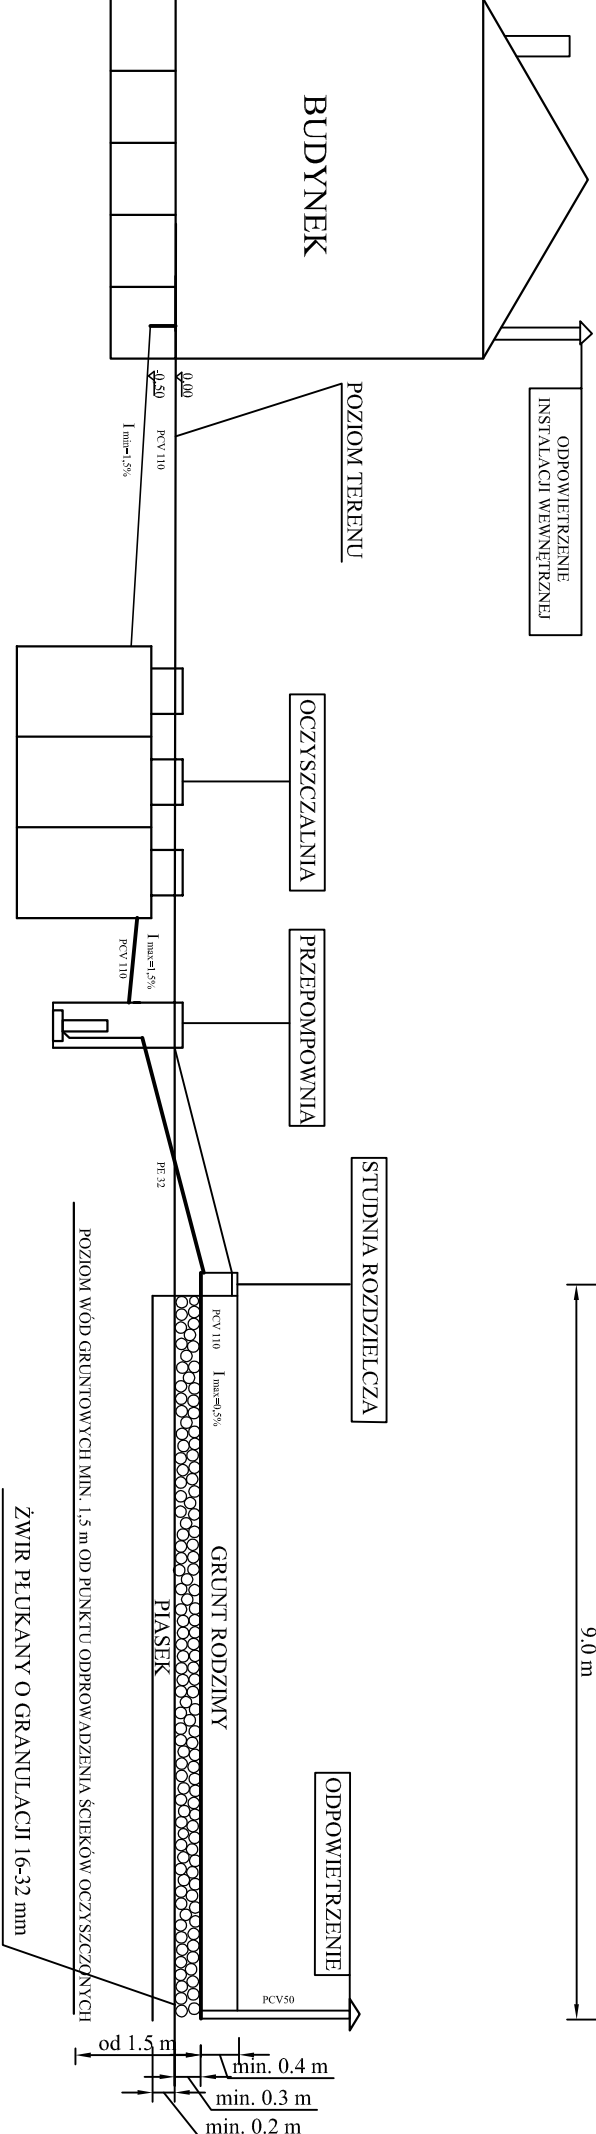 BUDYNEK
ODPOWIETRZENIE
INSTALACJI WEWNĘTRZNEJ
POZIOM TERENU
0,00
-0,50
PCV 110
I min=1,5%
OCZYSZCZALNIA
I max=1,5%
PCV 110
PRZEPOMPOWNIA
PE 32
STUDNIA ROZDZIELCZA
9.0 m
PCV 110
I max=0,5%
GRUNT RODZIMY
PIASEK
POZIOM WÓD GRUNTOWYCH MIN. 1,5 m OD PUNKTU ODPROWADZENIA ŚCIEKÓW OCZYSZCZONYCH
ŻWIR PŁUKANY O GRANULACJI 16-32 mm
ODPOWIETRZENIE
PCV50
od 1.5 m
min. 0.4 m
min. 0.3 m
min. 0.2 m